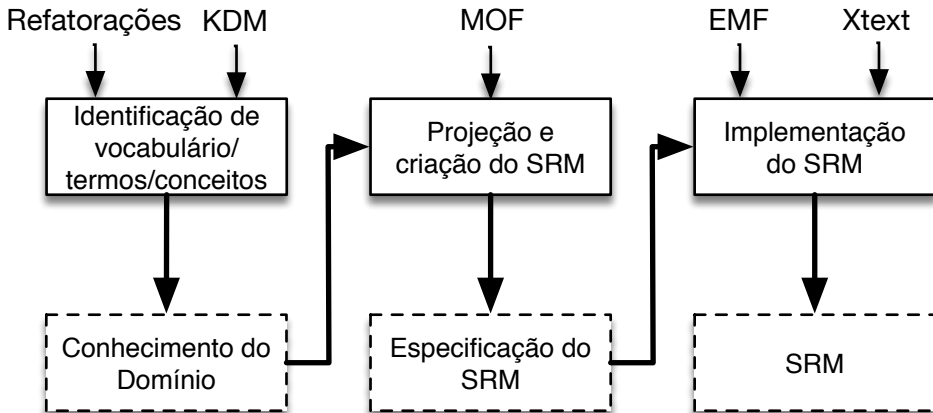 Refatorações KDM MOF EMF Xtext
Identificação de
vocabulário/
termos/conceitos
Projeção e
criação do SRM
Implementação
do SRM
Conhecimento do
Domínio
Especificação do
SRM
SRM